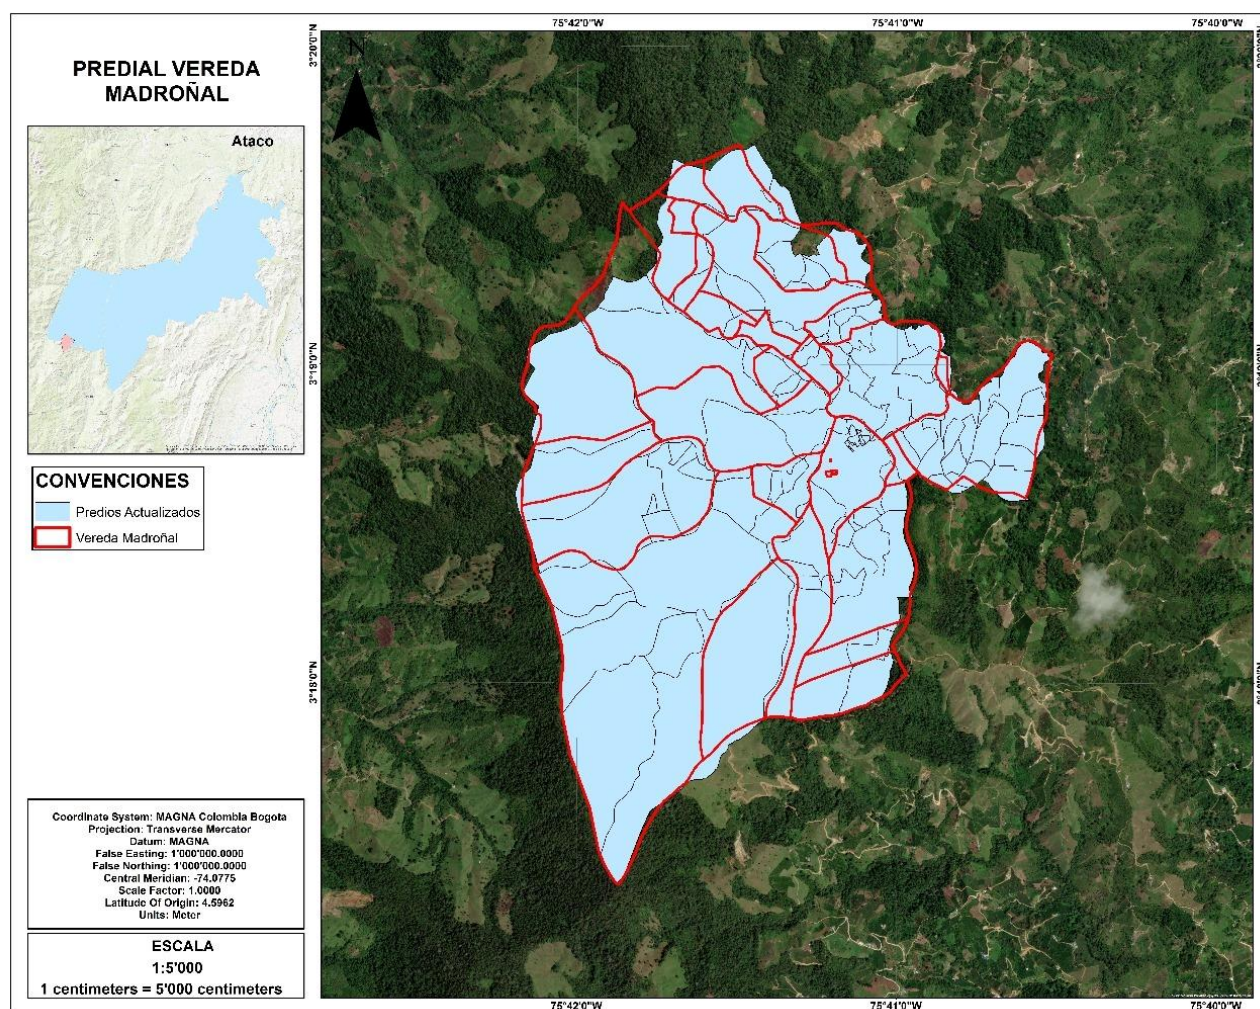 75°42'0"W
75°41'0"W
75°40'0"W
PREDIAL VEREDA
MADROÑAL
N
3°20'0"N
Ataco
3°19'0"N
CONVENCIONES
Predios Actualizados
Vereda Madroñal
3°18'0"N
Coordinate System: MAGNA Colombia Bogota
Projection: Transverse Mercator
Datum: MAGNA
False Easting: 1'000'000.0000
False Northing: 1'000'000.0000
Central Meridian: -74.0775
Scale Factor: 1.0000
Latitude Of Origin: 4.5962
Units: Meter
ESCALA
1:5'000
1 centimeters = 5'000 centimeters
75°42'0"W
75°41'0"W
75°40'0"W